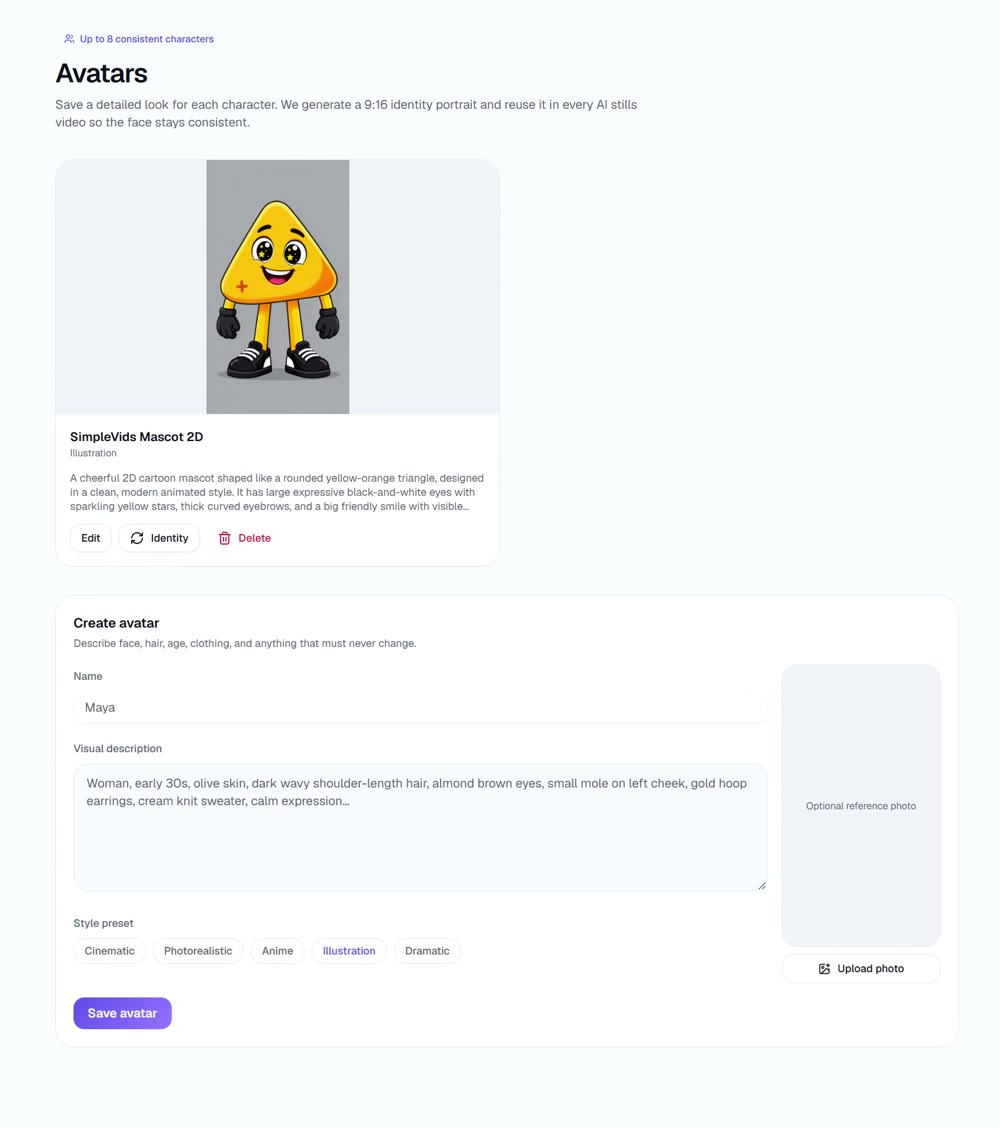 Up to 8 consistent characters
Avatars
Save a detailed look for each character. We generate a 9:16 identity portrait and reuse it in every AI stills
video so the face stays consistent.
SimpleVids Mascot 2D
Illustration
A cheerful 2D cartoon mascot shaped like a rounded yellow-orange triangle, designed
in a clean, modern animated style. It has large expressive black-and-white eyes with
sparkling yellow stars, thick curved eyebrows, and a big friendly smile with visible...
Edit
Identity
Delete
Create avatar
Describe face, hair, age, clothing, and anything that must never change.
Name
Maya
Visual description
Woman, early 30s, olive skin, dark wavy shoulder-length hair, almond brown eyes, small mole on left cheek, gold hoop
earrings, cream knit sweater, calm expression...
Optional reference photo
Style preset
Cinematic
Photorealistic
Anime
Illustration
Dramatic
Upload photo
Save avatar